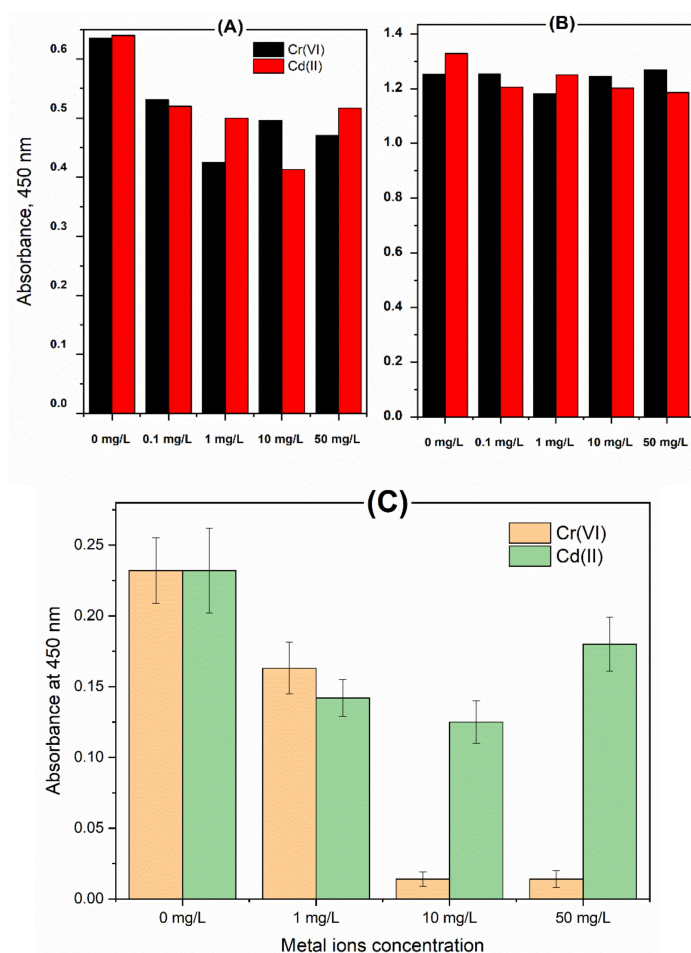 (A)
Cr(VI)
Cd(II)
Absorbance, 450 nm
0.6
0.5
0.4
0.3
0.2
0.1
0.0
0 mg/L 0.1 mg/L 1 mg/L 10 mg/L 50 mg/L
(B)
1.4
1.2
1.0
0.8
0.6
0.4
0.2
0.0
0 mg/L 0.1 mg/L 1 mg/L 10 mg/L 50 mg/L
(C)
Cr(VI)
Cd(II)
Absorbance at 450 nm
0.25
0.20
0.15
0.10
0.05
0.00
0 mg/L 1 mg/L 10 mg/L 50 mg/L
Metal ions concentration